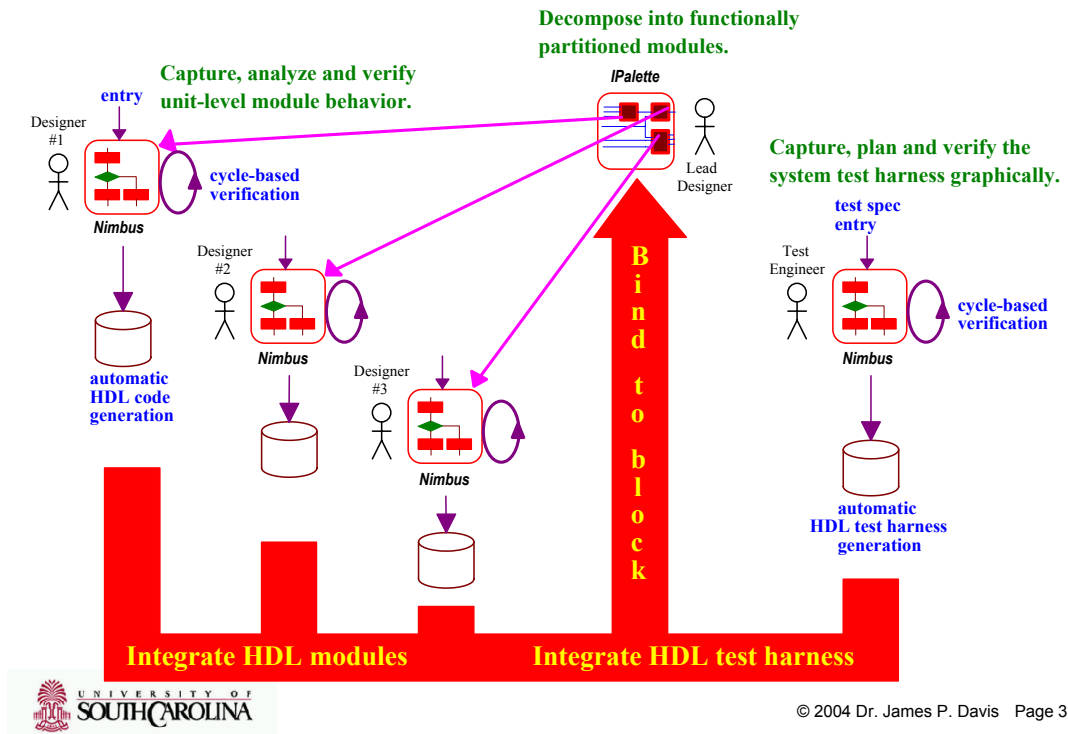 Decompose into functionally
partitioned modules.
Capture, analyze and verify
unit-level module behavior.
IPalette
Lead
Designer
entry
Designer
#1
cycle-based
verification
Nimbus
automatic
HDL code
generation
Designer
#2
Nimbus
Designer
#3
Nimbus
Capture, plan and verify the
system test harness graphically.
test spec
entry
Test
Engineer
cycle-based
verification
Nimbus
automatic
HDL test harness
generation
Bind to block
Integrate HDL modules
Integrate HDL test harness
UNIVERSITY OF
SOUTH CAROLINA
© 2004 Dr. James P. Davis Page 3